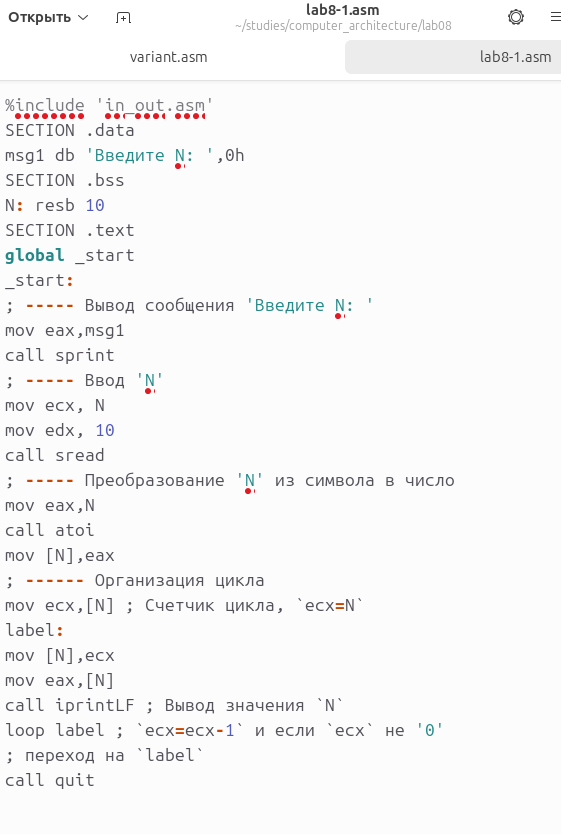 Открыть
lab8-1.asm
~/studies/computer_architecture/lab08
variant.asm
lab8-1.asm
%include 'in_out.asm'
SECTION .data
msg1 db 'Введите N: ',0h
SECTION .bss
N: resb 10
SECTION .text
global _start
_start:
; ----- Вывод сообщения 'Введите N: '
mov eax,msg1
call sprint
; ----- Ввод 'N'
mov ecx, N
mov edx, 10
call sread
; ----- Преобразование 'N' из символа в число
mov eax,N
call atoi
mov [N],eax
; ------ Организация цикла
mov ecx,[N] ; Счетчик цикла, `ecx=N`
label:
mov [N],ecx
mov eax,[N]
call iprintLF ; Вывод значения `N`
loop label ; `ecx=ecx-1` и если `ecx` не '0'
; переход на `label`
call quit